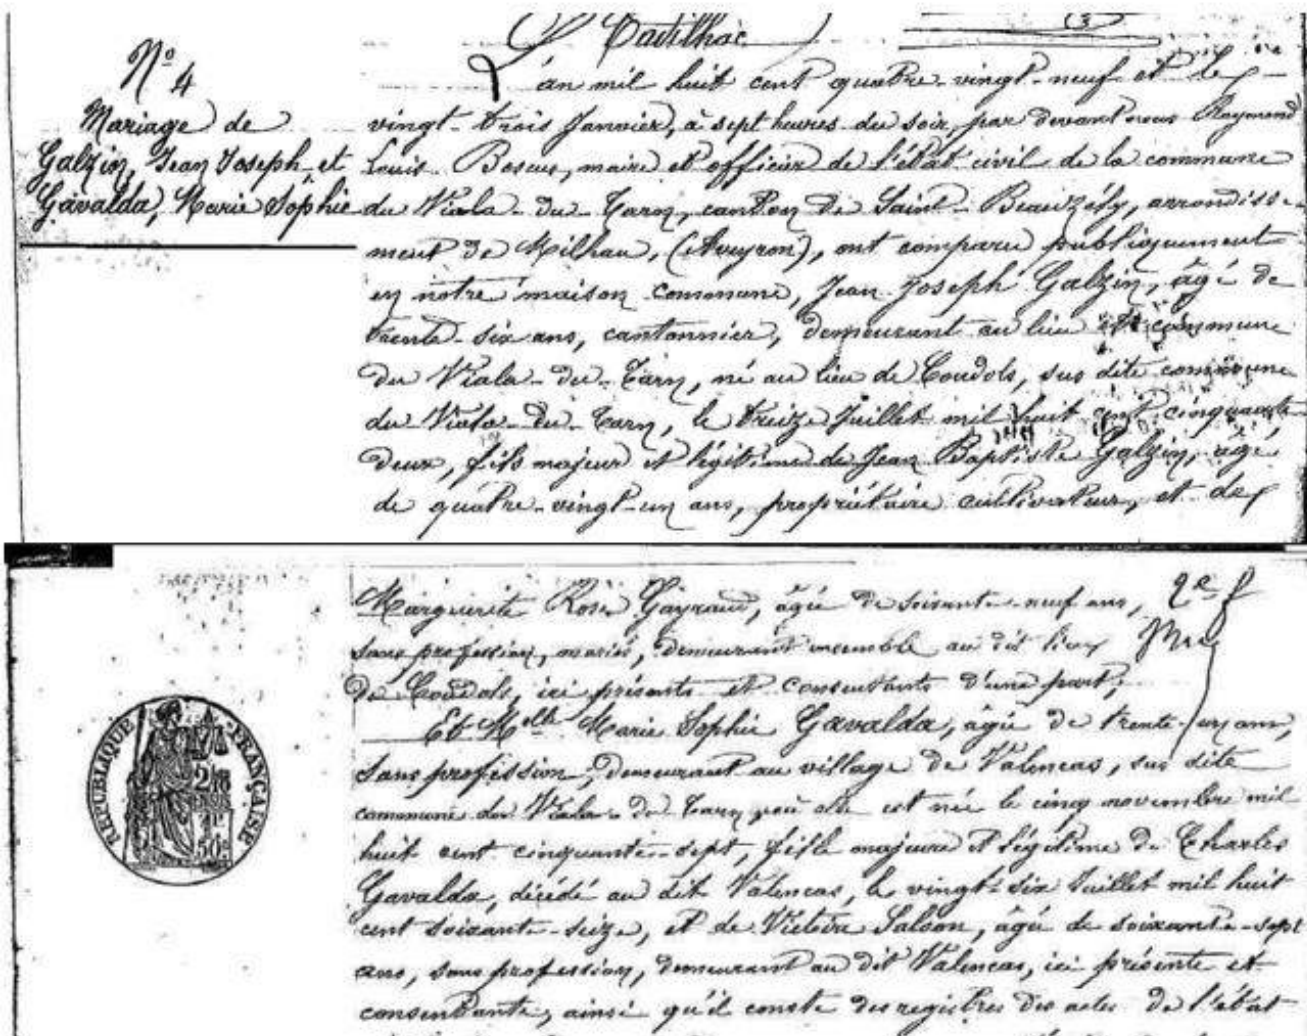 Cadilhac
(3
N° 4
Mariage de
Galzin, Jean Joseph et
Gavalda, Marie Sophie
L'an mil huit cent quatre-vingt-neuf et le
vingt-trois Janvier, à sept heures du soir, par devant nous Raymond
Louis Boscus, maire et officier de l'état civil de la commune
du Viala-du-Tarn, canton de Saint-Beauzély, arrondisse-
ment de Milhau, (Aveyron), ont comparu publiquement
en notre maison commune, Jean Joseph Galzin, âgé de
trente-six ans, cantonnier, demeurant au lieu et commune
du Viala-du-Tarn, né au lieu de Coudols, sus dite commune
du Viala-du-Tarn, le treize Juillet mil huit cent cinquante
deux, fils majeur et légitime de Jean Baptiste Galzin, âgé
de quatre-vingt-un ans, propriétaire cultivateur, et de
Marguerite Rose Gayraud, âgée de soixante-neuf ans,
sans profession, mariés, demeurant ensemble au dit lieu
de Coudols, ici présents et consentants d'une part;
Et Melle Marie Sophie Gavalda, âgée de trente-un ans,
sans profession, demeurant au village de Valencas, sus dite
commune du Viala-du-Tarn, où elle est née le cinq novembre mil
huit cent cinquante-sept, fille majeure et légitime de Charles
Gavalda, décédé au dit Valencas, le vingt-six Juillet mil huit
cent soixante-seize, et de Victoire Salson, âgée de soixante-sept
ans, sans profession, demeurant au dit Valencas, ici présente et
consentante, ainsi qu'il conste des registres des actes de l'état
2e f
RÉPUBLIQUE FRANÇAISE
50c